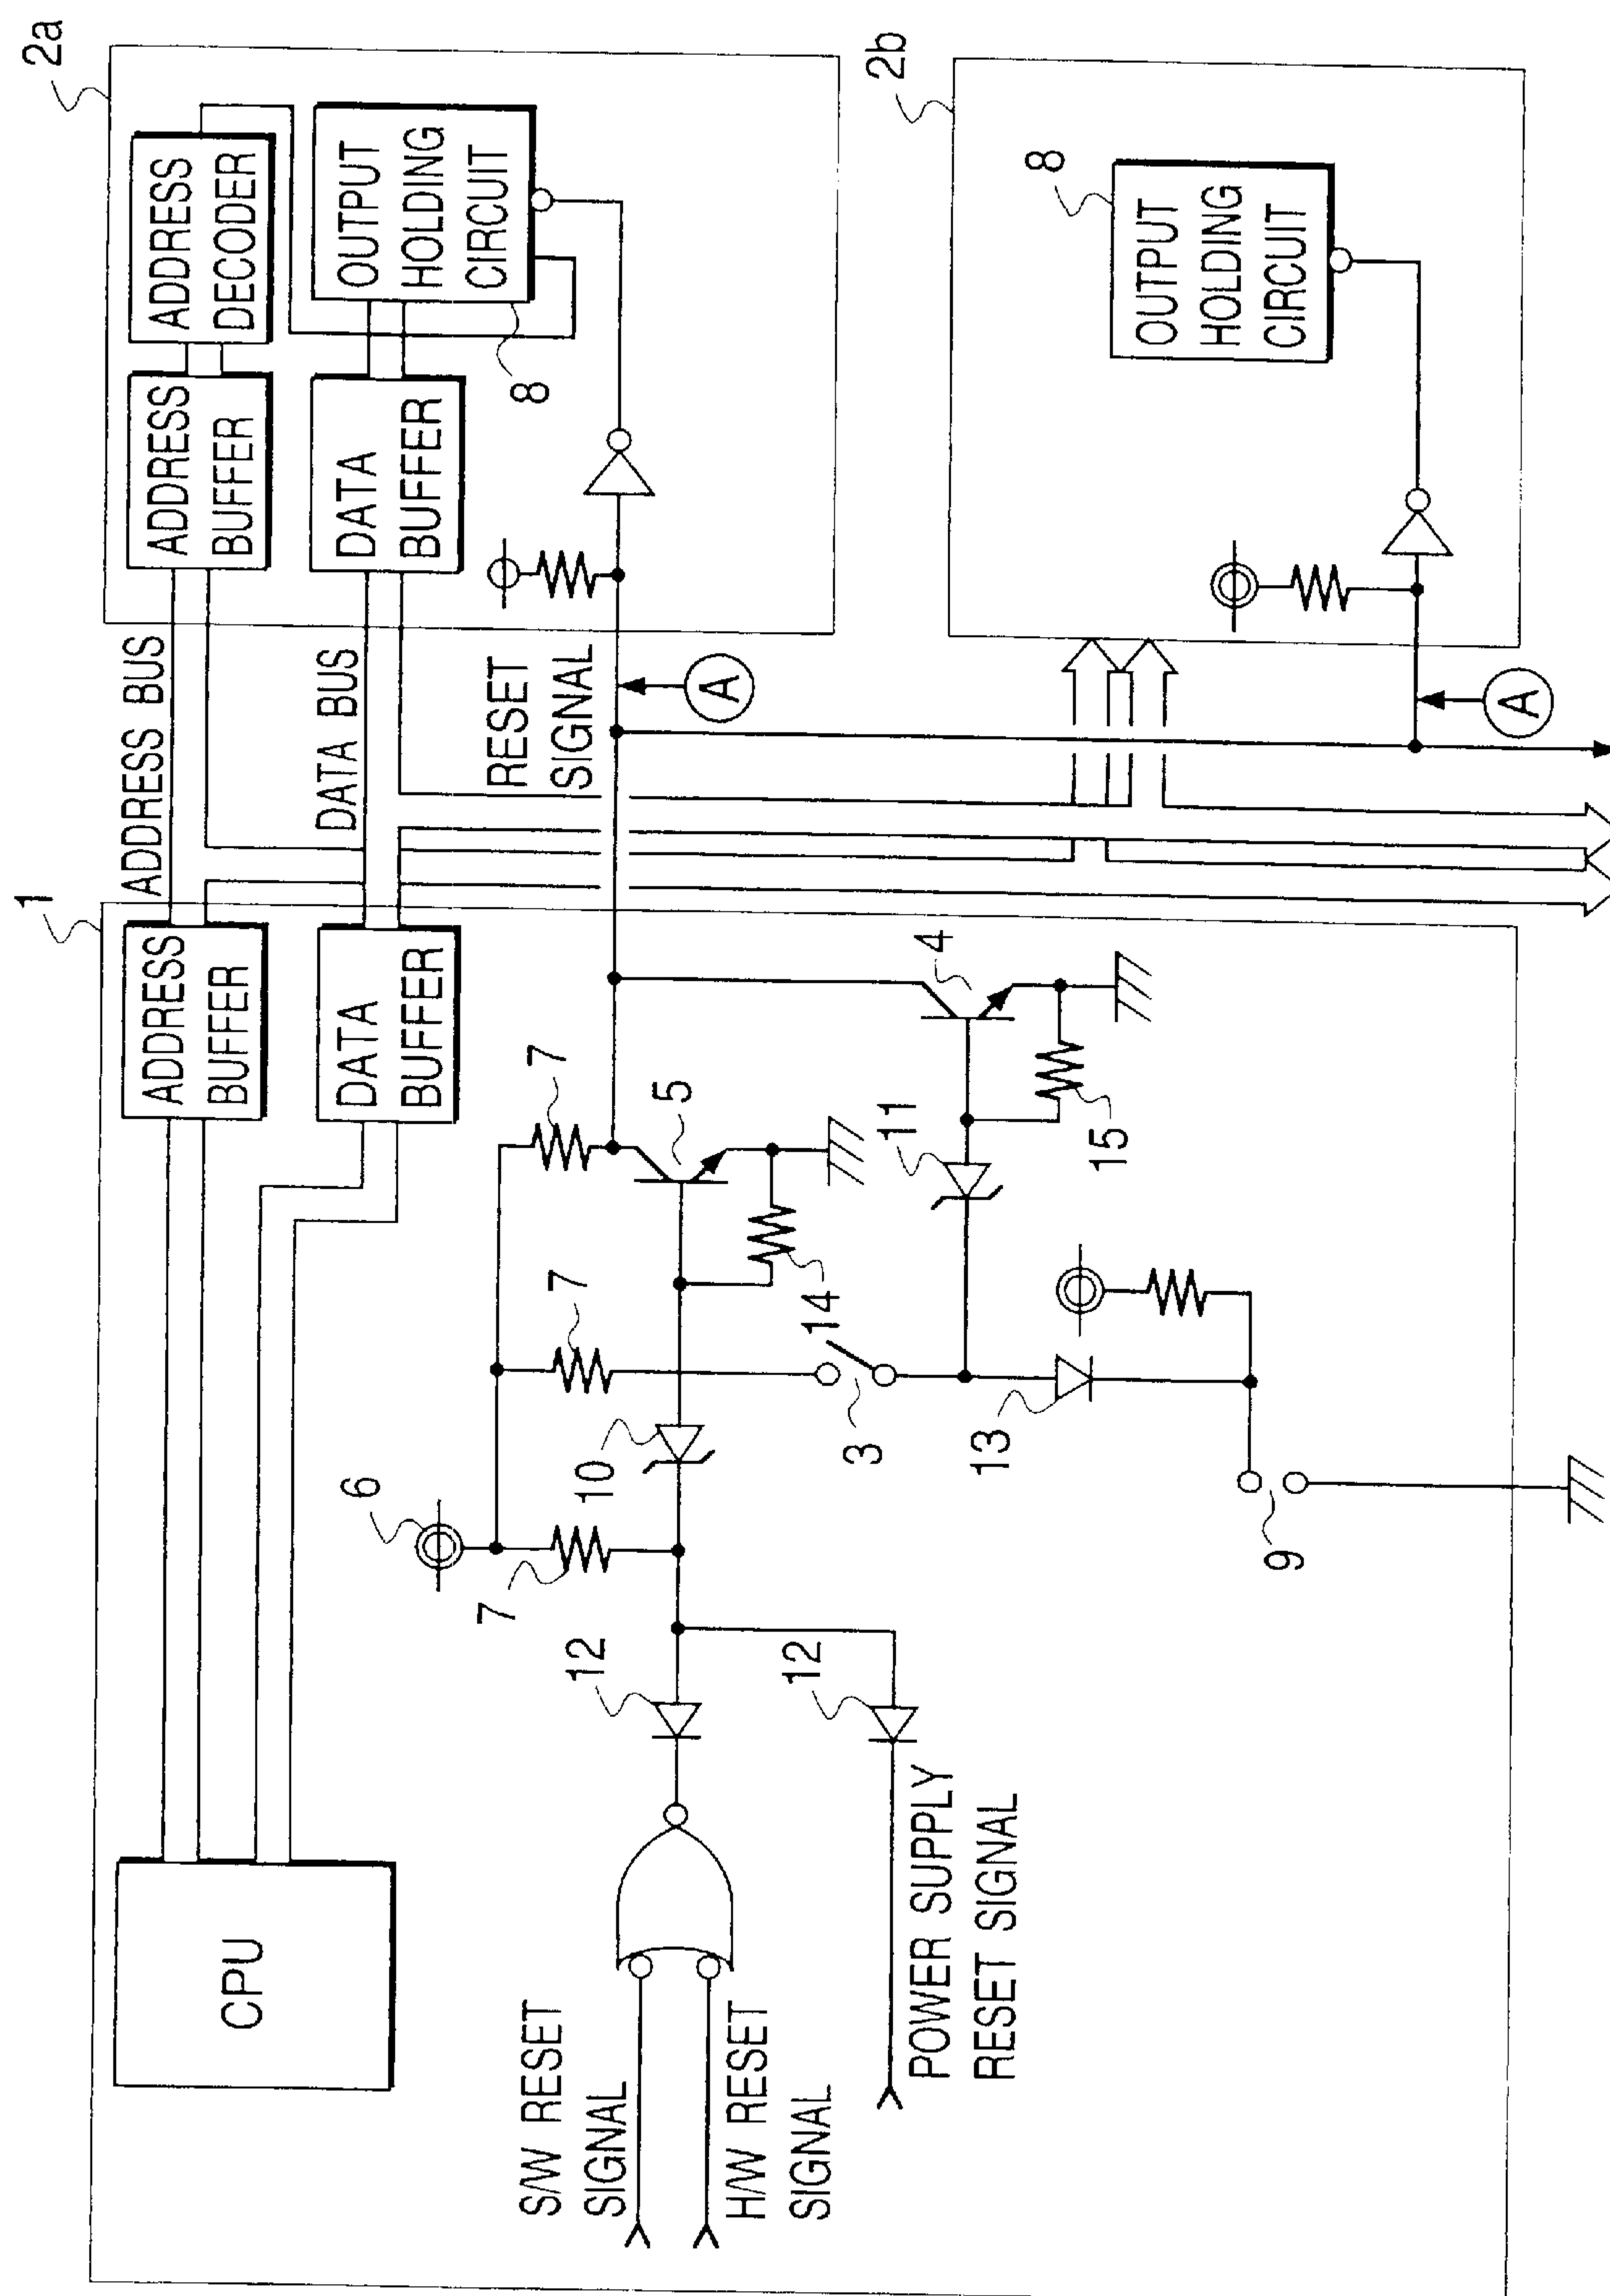 1
CPU
ADDRESS
BUFFER
DATA
BUFFER
ADDRESS BUS
DATA BUS
2a
ADDRESS
BUFFER
ADDRESS
DECODER
DATA
BUFFER
OUTPUT
HOLDING
CIRCUIT
8
RESET
SIGNAL
A
6
7
7
7
5
4
10
14
11
15
3
13
9
12
12
S/W RESET
SIGNAL
H/W RESET
SIGNAL
POWER SUPPLY
RESET SIGNAL
2b
8
OUTPUT
HOLDING
CIRCUIT
A